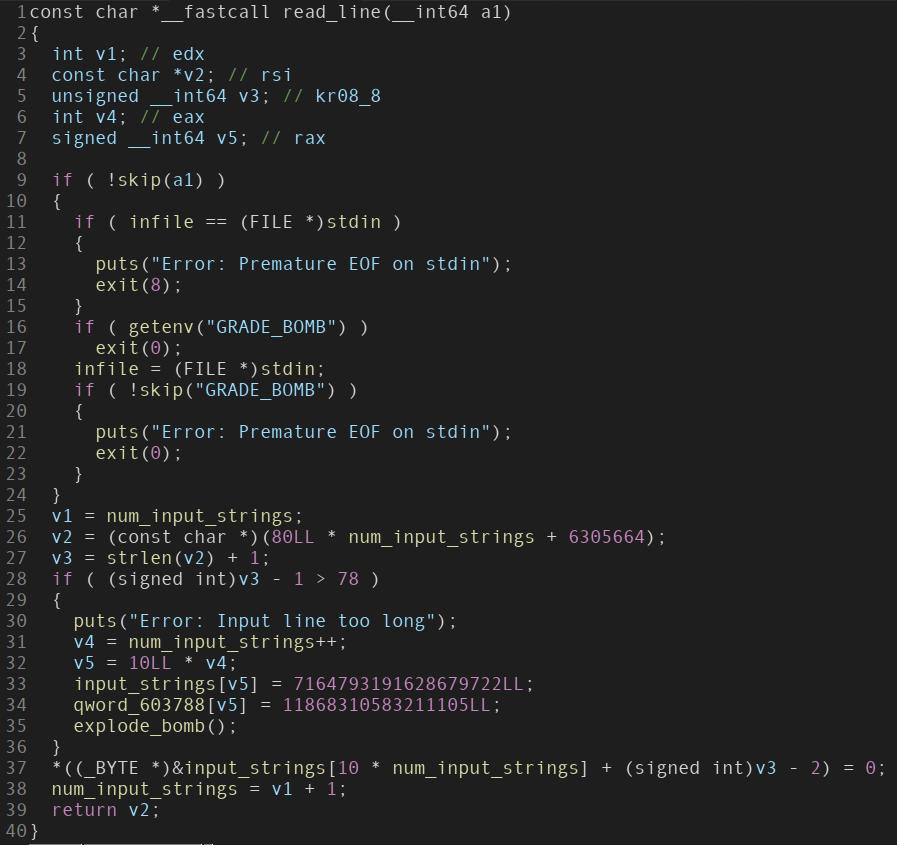 1const char *__fastcall read_line(__int64 a1)
2{
3  int v1; // edx
4  const char *v2; // rsi
5  unsigned __int64 v3; // kr08_8
6  int v4; // eax
7  signed __int64 v5; // rax
8
9  if ( !skip(a1) )
10  {
11    if ( infile == (FILE *)stdin )
12    {
13      puts("Error: Premature EOF on stdin");
14      exit(8);
15    }
16    if ( getenv("GRADE_BOMB") )
17      exit(0);
18    infile = (FILE *)stdin;
19    if ( !skip("GRADE_BOMB") )
20    {
21      puts("Error: Premature EOF on stdin");
22      exit(0);
23    }
24  }
25  v1 = num_input_strings;
26  v2 = (const char *)(80LL * num_input_strings + 6305664);
27  v3 = strlen(v2) + 1;
28  if ( (signed int)v3 - 1 > 78 )
29  {
30    puts("Error: Input line too long");
31    v4 = num_input_strings++;
32    v5 = 10LL * v4;
33    input_strings[v5] = 7164793191628679722LL;
34    qword_603788[v5] = 11868310583211105LL;
35    explode_bomb();
36  }
37  *((_BYTE *)&input_strings[10 * num_input_strings] + (signed int)v3 - 2) = 0;
38  num_input_strings = v1 + 1;
39  return v2;
40}